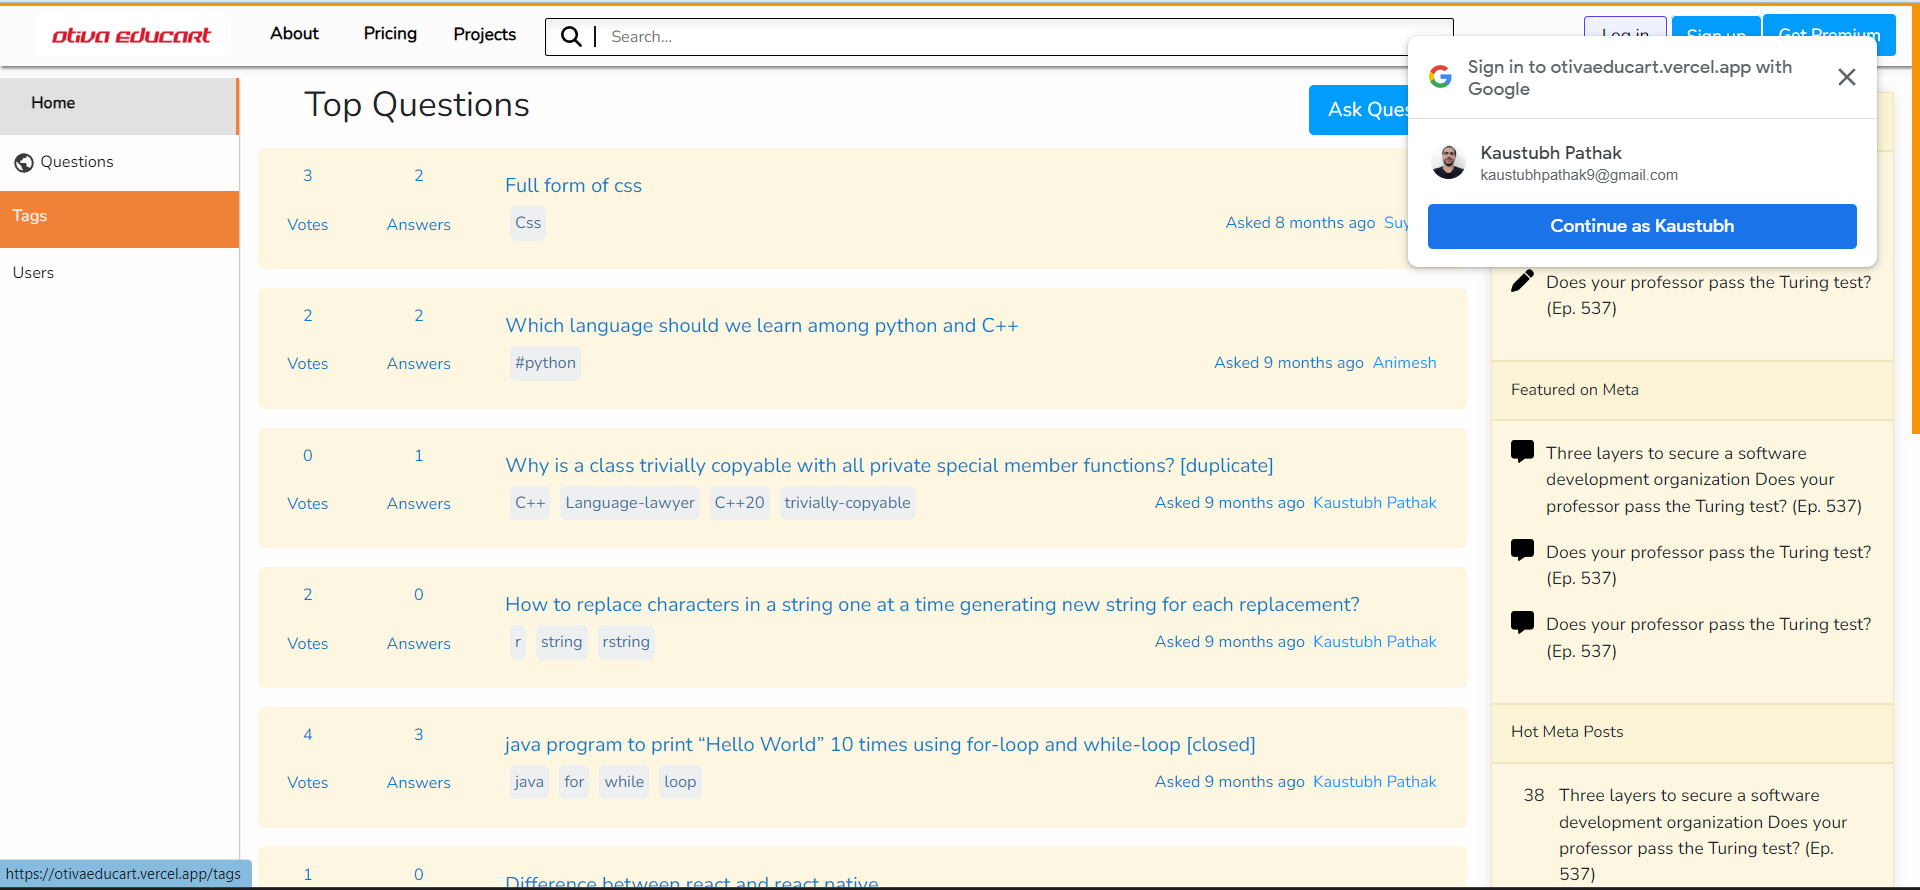 otiva educart
About
Pricing
Projects
Search...
Log in
Sign up
Get Premium
Sign in to otivaeducart.vercel.app with
Google
Kaustubh Pathak
kaustubhpathak9@gmail.com
Continue as Kaustubh
Home
Questions
Tags
Users
https://otivaeducart.vercel.app/tags
Top Questions
Ask Ques
3
Votes
2
Answers
Full form of css
Css
Asked 8 months ago Suy
2
Votes
2
Answers
Which language should we learn among python and C++
#python
Asked 9 months ago Animesh
0
Votes
1
Answers
Why is a class trivially copyable with all private special member functions? [duplicate]
C++ Language-lawyer C++20 trivially-copyable
Asked 9 months ago Kaustubh Pathak
2
Votes
0
Answers
How to replace characters in a string one at a time generating new string for each replacement?
r string rstring
Asked 9 months ago Kaustubh Pathak
4
Votes
3
Answers
java program to print “Hello World” 10 times using for-loop and while-loop [closed]
java for while loop
Asked 9 months ago Kaustubh Pathak
1
0
Difference between react and react native
Does your professor pass the Turing test?
(Ep. 537)
Featured on Meta
Three layers to secure a software
development organization Does your
professor pass the Turing test? (Ep. 537)
Does your professor pass the Turing test?
(Ep. 537)
Does your professor pass the Turing test?
(Ep. 537)
Hot Meta Posts
38 Three layers to secure a software
development organization Does your
professor pass the Turing test? (Ep.
537)